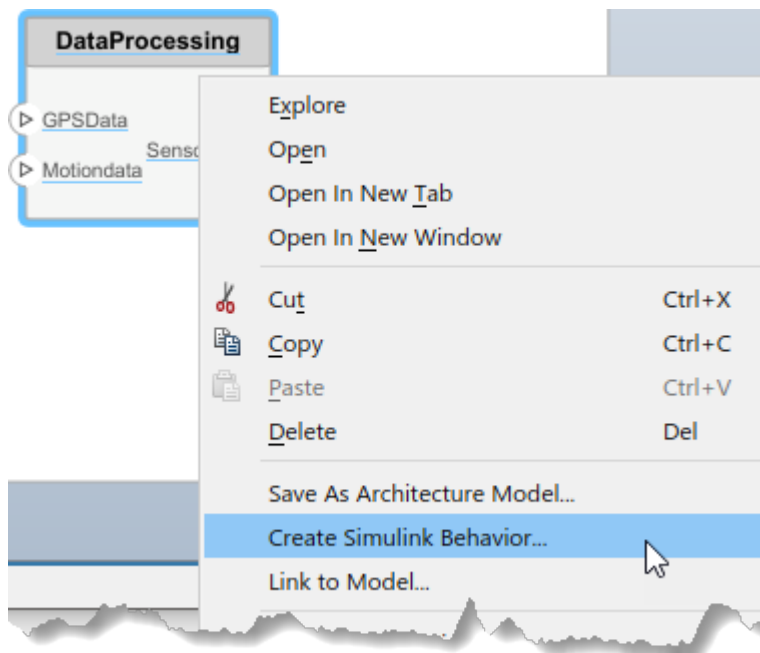 DataProcessing
GPSData
Motiondata
Explore
Open
Open In New Tab
Open In New Window
Cut Ctrl+X
Copy Ctrl+C
Paste Ctrl+V
Delete Del
Save As Architecture Model...
Create Simulink Behavior...
Link to Model...